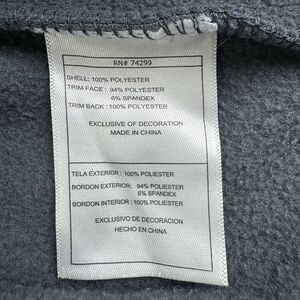 RN# 74299
SHELL: 100% POLYESTER
TRIM FACE : 94% POLYESTER
6% SPANDEX
TRIM BACK : 100% POLYESTER
EXCLUSIVE OF DECORATION
MADE IN CHINA
TELA EXTERIOR : 100% POLIESTER
BORDON EXTERIOR: 94% POLIESTER
6% SPANDEX
BORDON INTERIOR : 100% POLIESTER
EXCLUSIVO DE DECORACION
HECHO EN CHINA